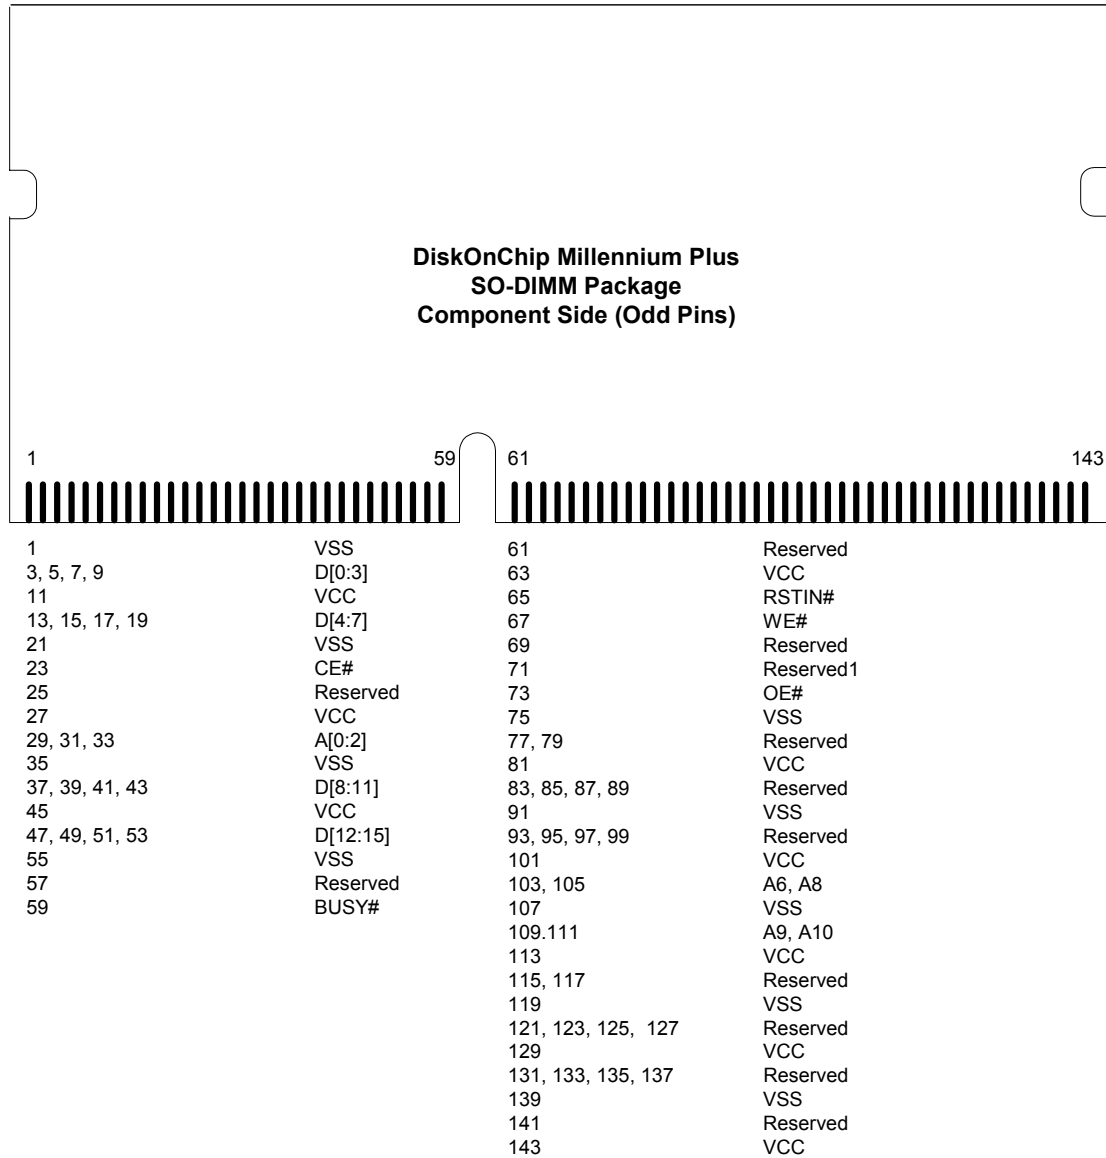 DiskOnChip Millennium Plus
SO-DIMM Package
Component Side (Odd Pins)
1 59 61 143
1 VSS 61 Reserved
3, 5, 7, 9 D[0:3] 63 VCC
11 VCC 65 RSTIN#
13, 15, 17, 19 D[4:7] 67 WE#
21 VSS 69 Reserved
23 CE# 71 Reserved1
25 Reserved 73 OE#
27 VCC 75 VSS
29, 31, 33 A[0:2] 77, 79 Reserved
35 VSS 81 VCC
37, 39, 41, 43 D[8:11] 83, 85, 87, 89 Reserved
45 VCC 91 VSS
47, 49, 51, 53 D[12:15] 93, 95, 97, 99 Reserved
55 VSS 101 VCC
57 Reserved 103, 105 A6, A8
59 BUSY# 107 VSS
109.111 A9, A10
113 VCC
115, 117 Reserved
119 VSS
121, 123, 125, 127 Reserved
129 VCC
131, 133, 135, 137 Reserved
139 VSS
141 Reserved
143 VCC